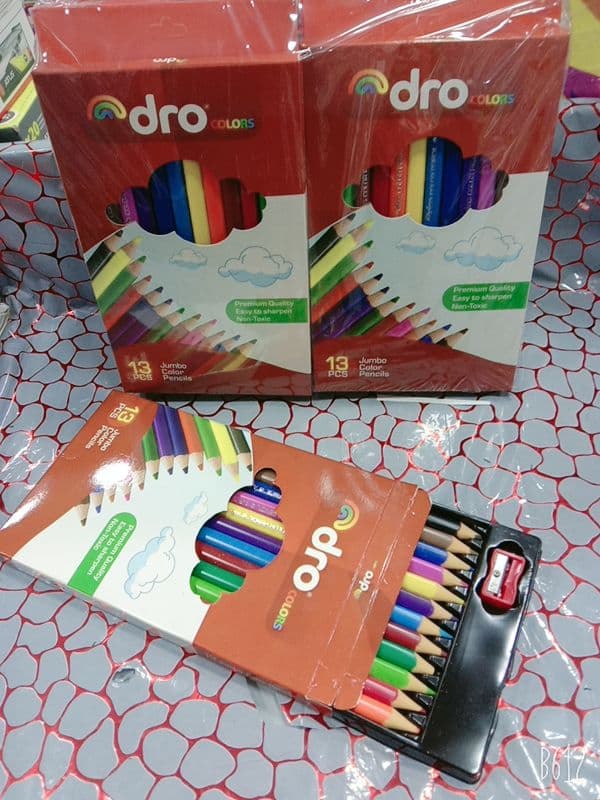 dro COLORS
Premium Quality
Easy to sharpen
Non-Toxic
13 PCS
Jumbo
Color
Pencils
dro COLORS
Premium Quality
Easy to sharpen
Non-Toxic
13 PCS
Jumbo
Color
Pencils
13 PCS
Jumbo
Color
Pencils
Premium Quality
Easy to sharpen
Non-Toxic
dro COLORS
dro
B612